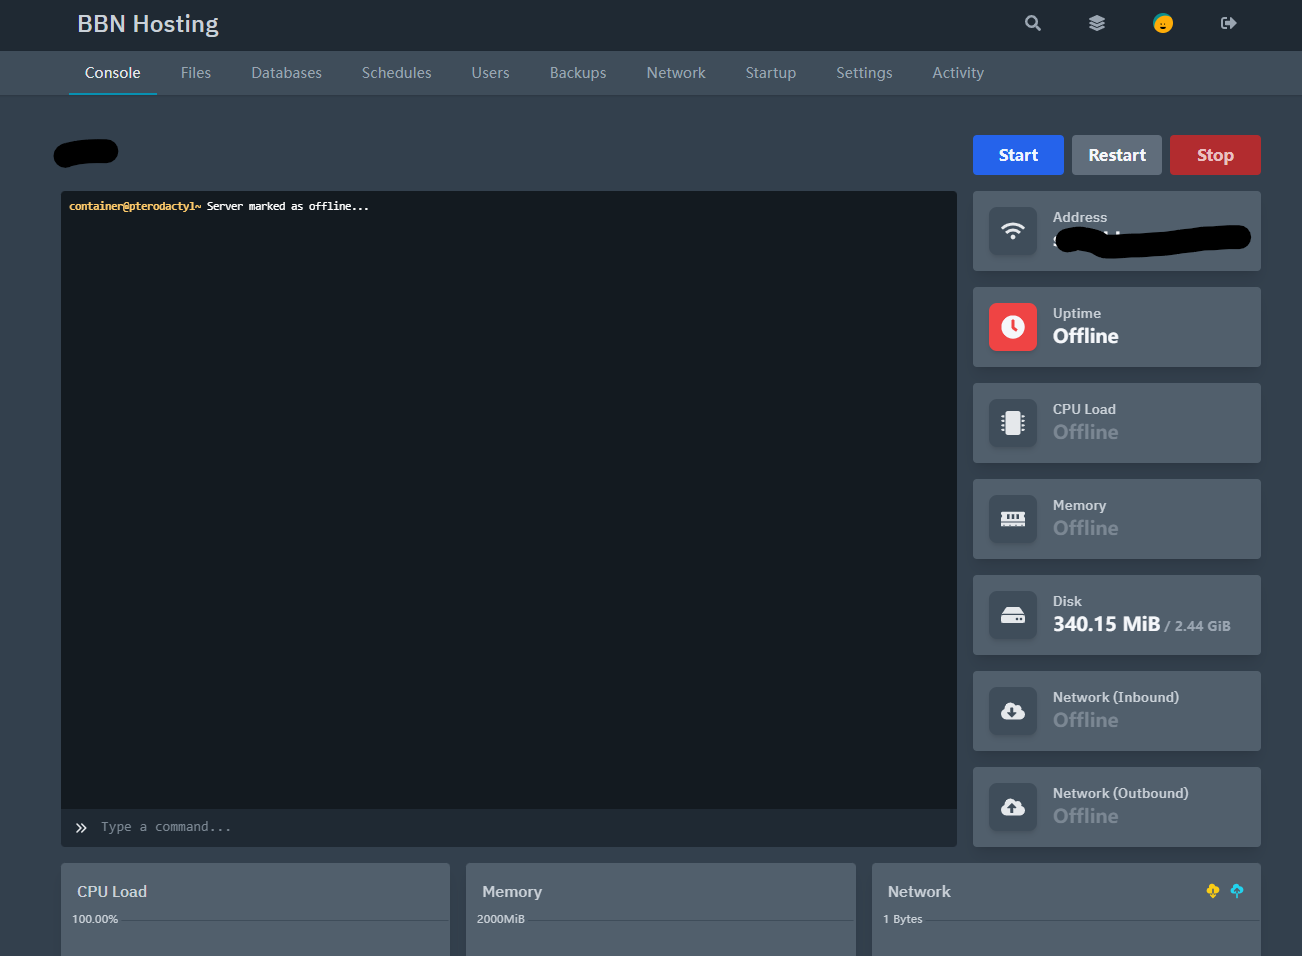 BBN Hosting
Console Files Databases Schedules Users Backups Network Startup Settings Activity
Start Restart Stop
container@pterodactyl~ Server marked as offline...
Address
Uptime
Offline
CPU Load
Offline
Memory
Offline
Disk
340.15 MiB / 2.44 GiB
Network (Inbound)
Offline
Network (Outbound)
Offline
Type a command...
CPU Load
100.00%
Memory
2000MiB
Network
1 Bytes